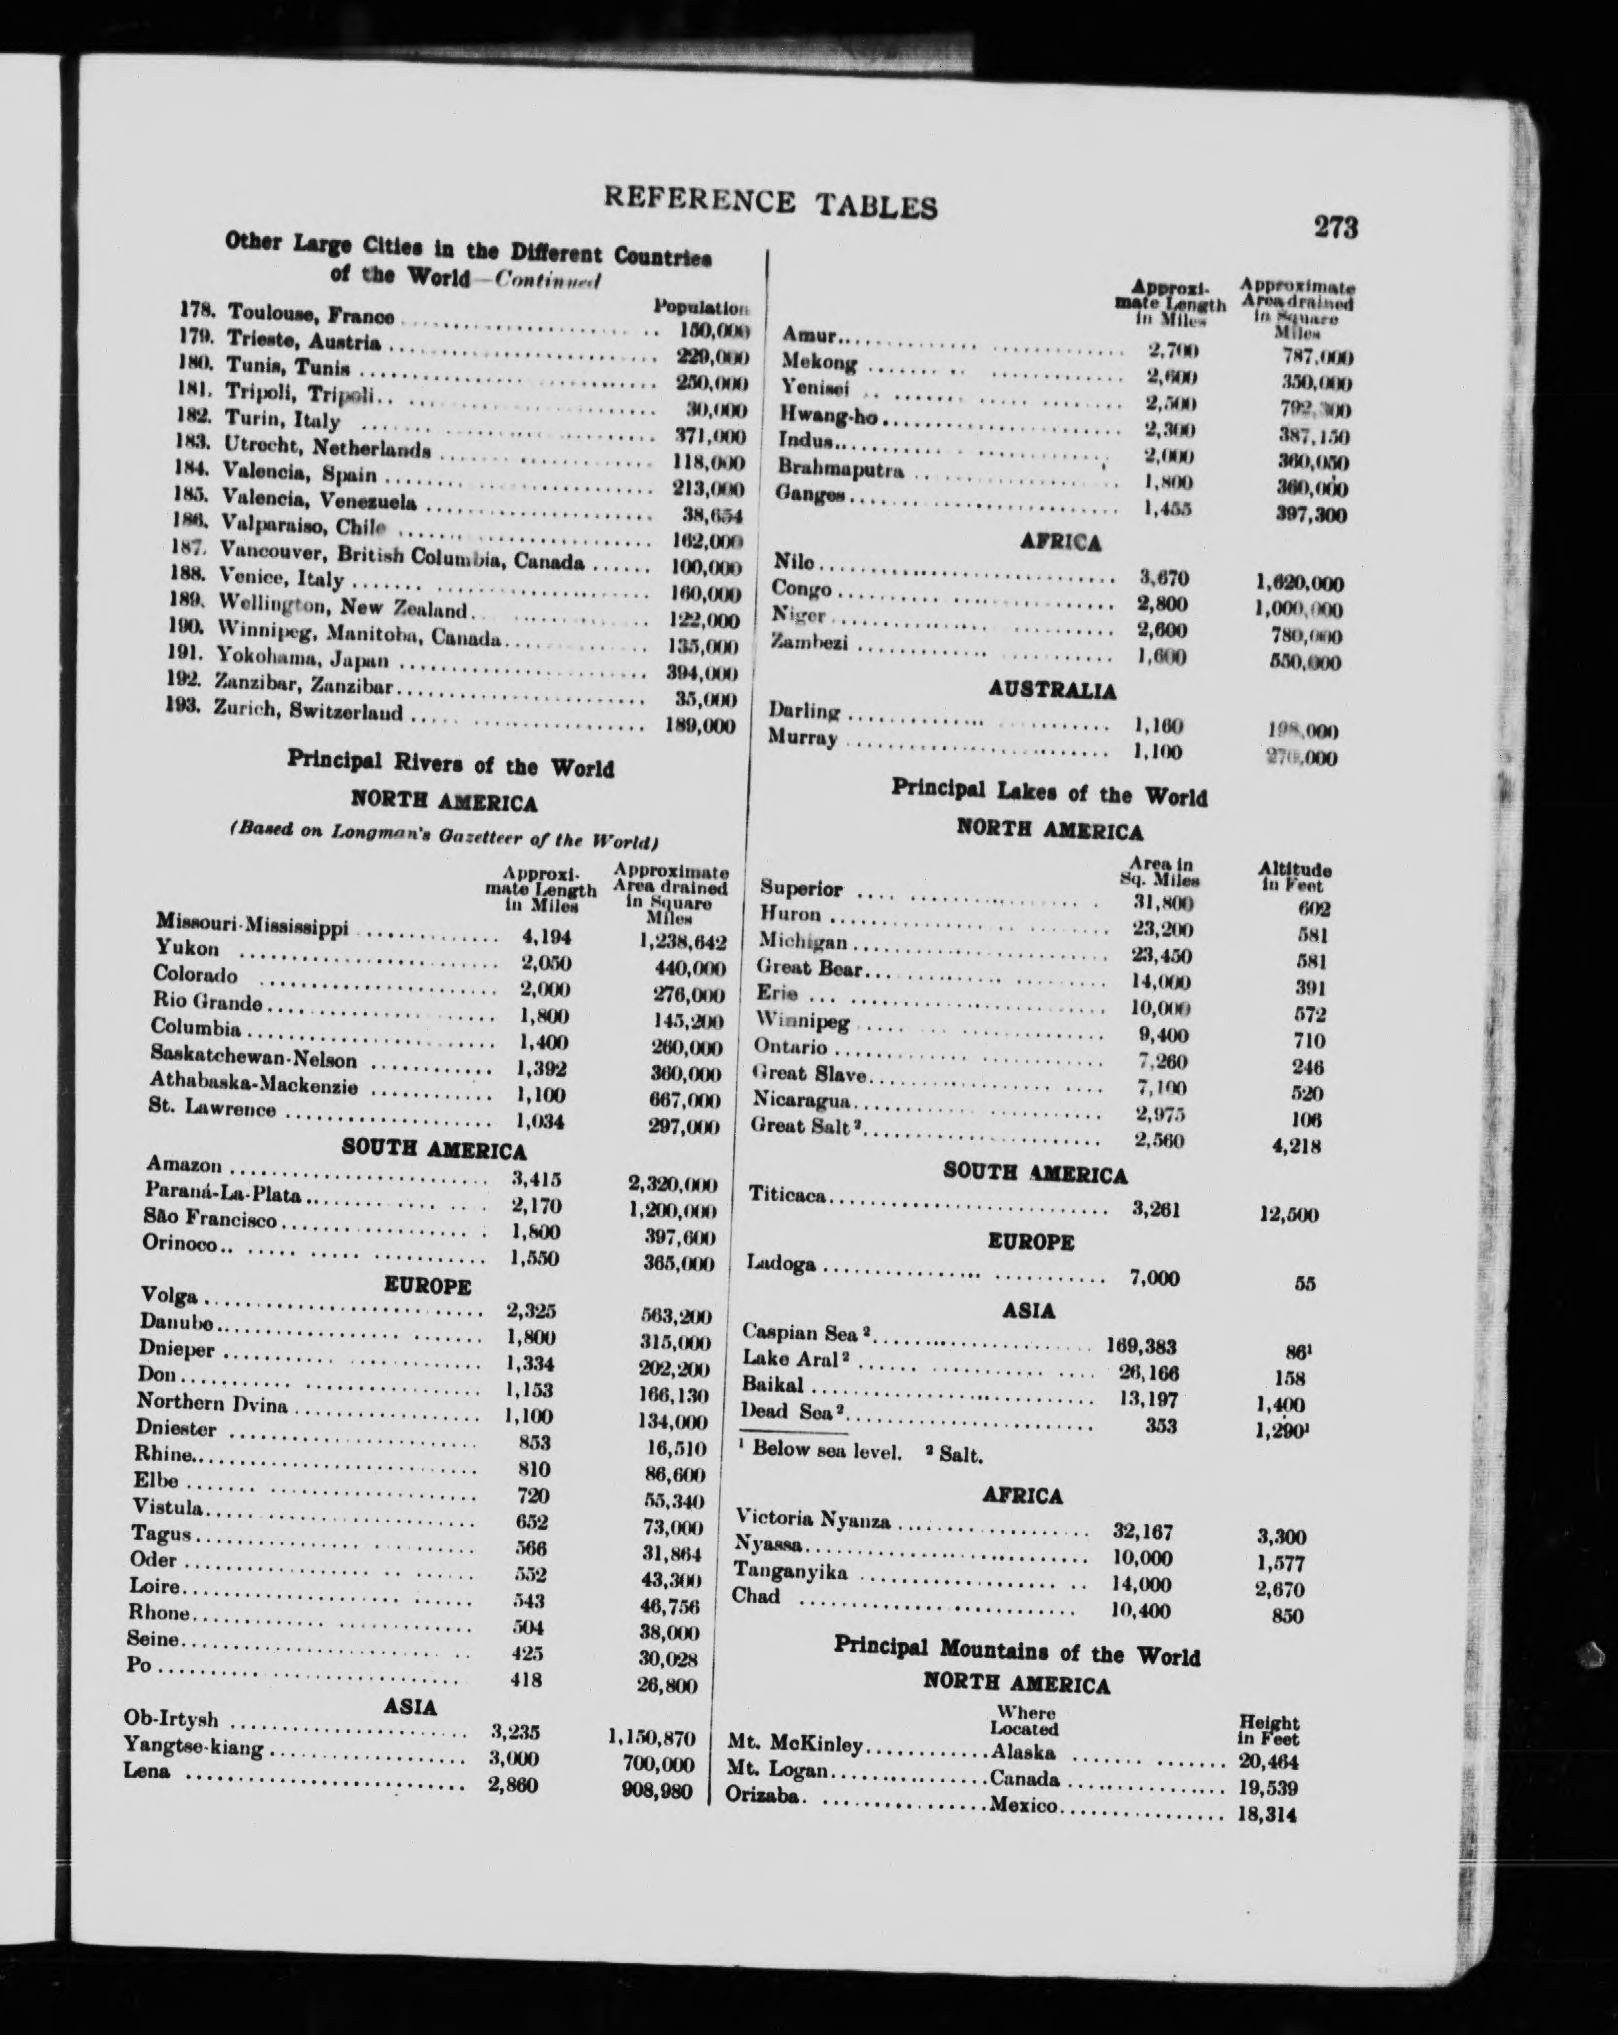 REFERENCE TABLES
273
Other Large Cities in the Different Countries
of the World—Continued
Population
178. Toulouse, France 150,000
179. Trieste, Austria 229,000
180. Tunis, Tunis 250,000
181. Tripoli, Tripoli 30,000
182. Turin, Italy 371,000
183. Utrecht, Netherlands 118,000
184. Valencia, Spain 213,000
185. Valencia, Venezuela 38,654
186. Valparaiso, Chile 162,000
187. Vancouver, British Columbia, Canada 100,000
188. Venice, Italy 160,000
189. Wellington, New Zealand 122,000
190. Winnipeg, Manitoba, Canada 135,000
191. Yokohama, Japan 394,000
192. Zanzibar, Zanzibar 35,000
193. Zurich, Switzerland 189,000
Principal Rivers of the World
NORTH AMERICA
(Based on Longman's Gazetteer of the World)
Approxi- Approximate
mate Length Area drained
in Miles in Square
Miles
Missouri-Mississippi 4,194 1,238,642
Yukon 2,050 440,000
Colorado 2,000 276,000
Rio Grande 1,800 145,200
Columbia 1,400 260,000
Saskatchewan-Nelson 1,392 360,000
Athabaska-Mackenzie 1,100 667,000
St. Lawrence 1,034 297,000
SOUTH AMERICA
Amazon 3,415 2,320,000
Paraná-La-Plata 2,170 1,200,000
São Francisco 1,800 397,600
Orinoco 1,550 365,000
EUROPE
Volga 2,325 563,200
Danube 1,800 315,000
Dnieper 1,334 202,200
Don 1,153 166,130
Northern Dvina 1,100 134,000
Dniester 853 16,510
Rhine 810 86,600
Elbe 720 55,340
Vistula 652 73,000
Tagus 566 31,864
Oder 552 43,300
Loire 543 46,756
Rhone 504 38,000
Seine 425 30,028
Po 418 26,800
ASIA
Ob-Irtysh 3,235 1,150,870
Yangtse-kiang 3,000 700,000
Lena 2,860 908,980
Approxi- Approximate
mate Length Area drained
in Miles in Square
Miles
Amur 2,700 787,000
Mekong 2,600 350,000
Yenisei 2,500
Hwang-ho 2,300 387,150
Indus 2,000 360,050
Brahmaputra 1,800 360,000
Ganges 1,455 397,300
AFRICA
Nile 3,670 1,620,000
Congo 2,800 1,000,000
Niger 2,600 780,000
Zambezi 1,600 550,000
AUSTRALIA
Darling 1,160 198,000
Murray 1,100
Principal Lakes of the World
NORTH AMERICA
Area in Altitude
Sq. Miles in Feet
Superior 31,800 602
Huron 23,200 581
Michigan 23,450 581
Great Bear 14,000 391
Erie 10,000 572
Winnipeg 9,400 710
Ontario 7,260 246
Great Slave 7,100 520
Nicaragua 2,975 106
Great Salt² 2,560 4,218
SOUTH AMERICA
Titicaca 3,261 12,500
EUROPE
Ladoga 7,000 55
ASIA
Caspian Sea² 169,383 86¹
Lake Aral² 26,166 158
Baikal 13,197 1,400
Dead Sea² 353 1,290¹
¹ Below sea level. ² Salt.
AFRICA
Victoria Nyanza 32,167 3,300
Nyassa 10,000 1,577
Tanganyika 14,000 2,670
Chad 10,400 850
Principal Mountains of the World
NORTH AMERICA
Where Height
Located in Feet
Mt. McKinley Alaska 20,464
Mt. Logan Canada 19,539
Orizaba Mexico 18,314